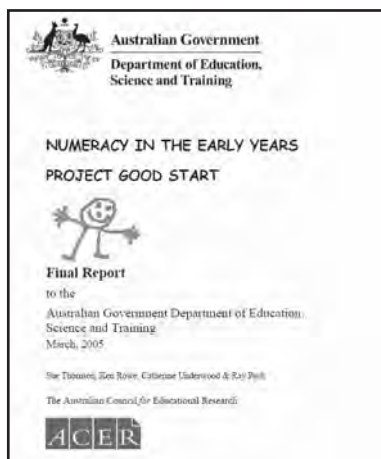 Australian Government
Department of Education,
Science and Training
NUMERACY IN THE EARLY YEARS
PROJECT GOOD START
Final Report
to the
Australian Government Department of Education
Science and Training
March, 2005
Sue Thomson, Ken Rowe, Catherine Underwood & Ray Peck
The Australian Council for Educational Research
ACER